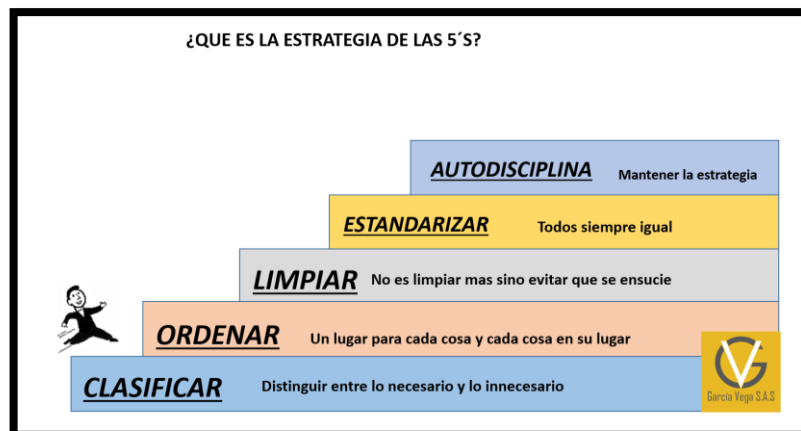 ¿QUE ES LA ESTRATEGIA DE LAS 5´S?
AUTODISCIPLINA Mantener la estrategia
ESTANDARIZAR Todos siempre igual
LIMPIAR No es limpiar mas sino evitar que se ensucie
ORDENAR Un lugar para cada cosa y cada cosa en su lugar
CLASIFICAR Distinguir entre lo necesario y lo innecesario
GV
García Vega S.A.S